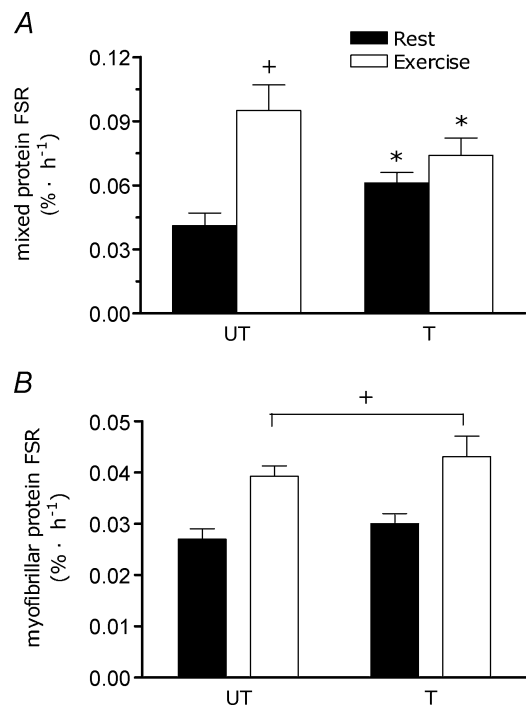 A
Rest
Exercise
mixed protein FSR
(% · h-1)
0.12
0.09
0.06
0.03
0.00
+
*
*
UT
T
B
myofibrillar protein FSR
(% · h-1)
0.05
0.04
0.03
0.02
0.01
0.00
+
UT
T